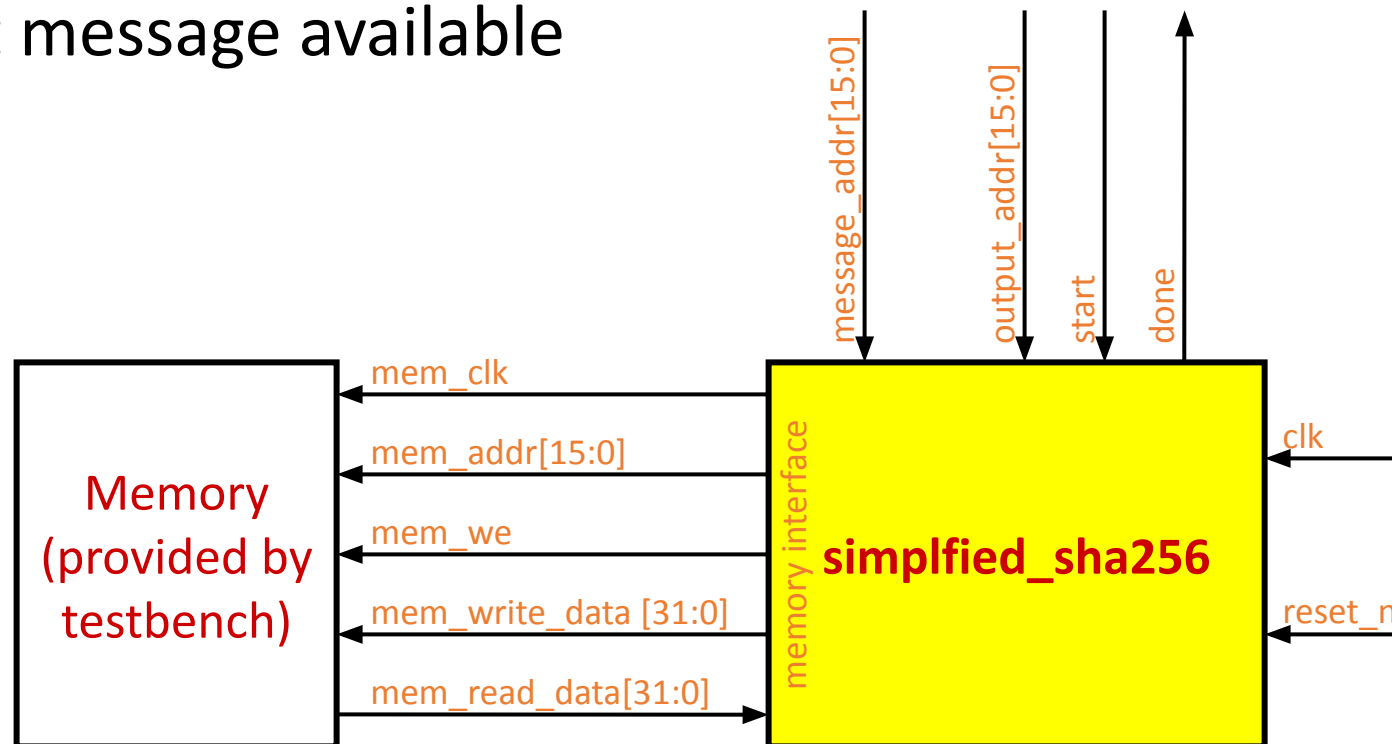 message available
message_addr[15:0]
output_addr[15:0]
start
done
mem_clk
mem_addr[15:0]
mem_we
mem_write_data [31:0]
mem_read_data[31:0]
Memory
(provided by
testbench)
memory interface
simplfied_sha256
clk
reset_n